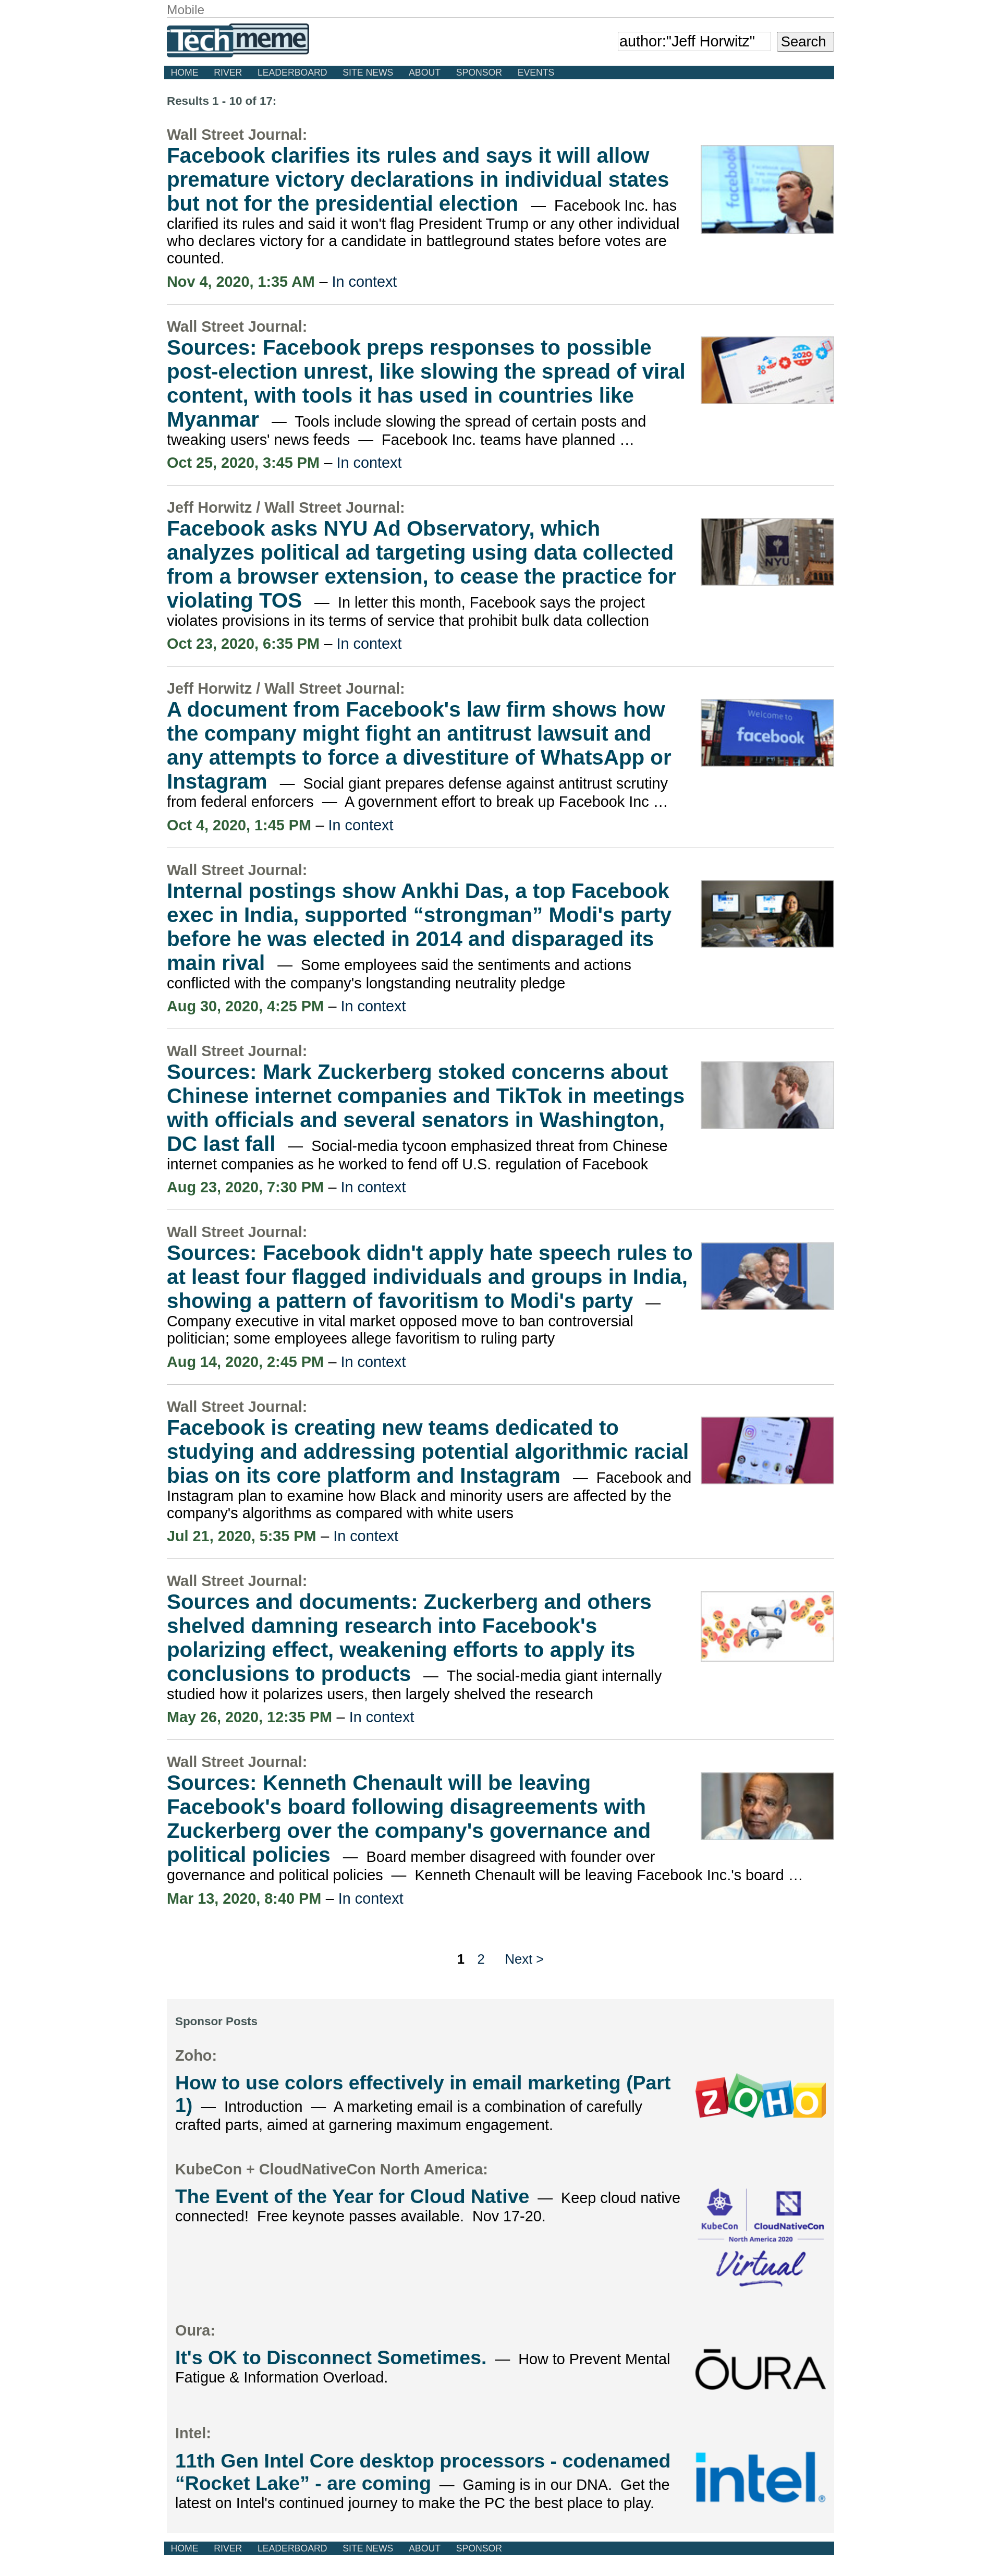 Mobile
Techmeme
author:"Jeff Horwitz"
Search
HOME RIVER LEADERBOARD SITE NEWS ABOUT SPONSOR EVENTS
Results 1 - 10 of 17:
Wall Street Journal:
Facebook clarifies its rules and says it will allow
premature victory declarations in individual states
but not for the presidential election — Facebook Inc. has
clarified its rules and said it won't flag President Trump or any other individual
who declares victory for a candidate in battleground states before votes are
counted.
Nov 4, 2020, 1:35 AM – In context
Wall Street Journal:
Sources: Facebook preps responses to possible
post-election unrest, like slowing the spread of viral
content, with tools it has used in countries like
Myanmar — Tools include slowing the spread of certain posts and
tweaking users' news feeds — Facebook Inc. teams have planned …
Oct 25, 2020, 3:45 PM – In context
Jeff Horwitz / Wall Street Journal:
Facebook asks NYU Ad Observatory, which
analyzes political ad targeting using data collected
from a browser extension, to cease the practice for
violating TOS — In letter this month, Facebook says the project
violates provisions in its terms of service that prohibit bulk data collection
NYU
Oct 23, 2020, 6:35 PM – In context
Jeff Horwitz / Wall Street Journal:
A document from Facebook's law firm shows how
the company might fight an antitrust lawsuit and
any attempts to force a divestiture of WhatsApp or
Instagram — Social giant prepares defense against antitrust scrutiny
from federal enforcers — A government effort to break up Facebook Inc …
Welcome to
facebook
Oct 4, 2020, 1:45 PM – In context
Wall Street Journal:
Internal postings show Ankhi Das, a top Facebook
exec in India, supported “strongman” Modi's party
before he was elected in 2014 and disparaged its
main rival — Some employees said the sentiments and actions
conflicted with the company's longstanding neutrality pledge
Aug 30, 2020, 4:25 PM – In context
Wall Street Journal:
Sources: Mark Zuckerberg stoked concerns about
Chinese internet companies and TikTok in meetings
with officials and several senators in Washington,
DC last fall — Social-media tycoon emphasized threat from Chinese
internet companies as he worked to fend off U.S. regulation of Facebook
Aug 23, 2020, 7:30 PM – In context
Wall Street Journal:
Sources: Facebook didn't apply hate speech rules to
at least four flagged individuals and groups in India,
showing a pattern of favoritism to Modi's party —
Company executive in vital market opposed move to ban controversial
politician; some employees allege favoritism to ruling party
Aug 14, 2020, 2:45 PM – In context
Wall Street Journal:
Facebook is creating new teams dedicated to
studying and addressing potential algorithmic racial
bias on its core platform and Instagram — Facebook and
Instagram plan to examine how Black and minority users are affected by the
company's algorithms as compared with white users
Jul 21, 2020, 5:35 PM – In context
Wall Street Journal:
Sources and documents: Zuckerberg and others
shelved damning research into Facebook's
polarizing effect, weakening efforts to apply its
conclusions to products — The social-media giant internally
studied how it polarizes users, then largely shelved the research
May 26, 2020, 12:35 PM – In context
Wall Street Journal:
Sources: Kenneth Chenault will be leaving
Facebook's board following disagreements with
Zuckerberg over the company's governance and
political policies — Board member disagreed with founder over
governance and political policies — Kenneth Chenault will be leaving Facebook Inc.'s board …
Mar 13, 2020, 8:40 PM – In context
1 2 Next >
Sponsor Posts
Zoho:
How to use colors effectively in email marketing (Part
1) — Introduction — A marketing email is a combination of carefully
crafted parts, aimed at garnering maximum engagement.
ZOHO
KubeCon + CloudNativeCon North America:
The Event of the Year for Cloud Native — Keep cloud native
connected! Free keynote passes available. Nov 17-20.
KubeCon CloudNativeCon
North America 2020
Virtual
Oura:
It's OK to Disconnect Sometimes. — How to Prevent Mental
Fatigue & Information Overload.
ŌURA
Intel:
11th Gen Intel Core desktop processors - codenamed
“Rocket Lake” - are coming — Gaming is in our DNA. Get the
latest on Intel's continued journey to make the PC the best place to play.
intel®
HOME RIVER LEADERBOARD SITE NEWS ABOUT SPONSOR